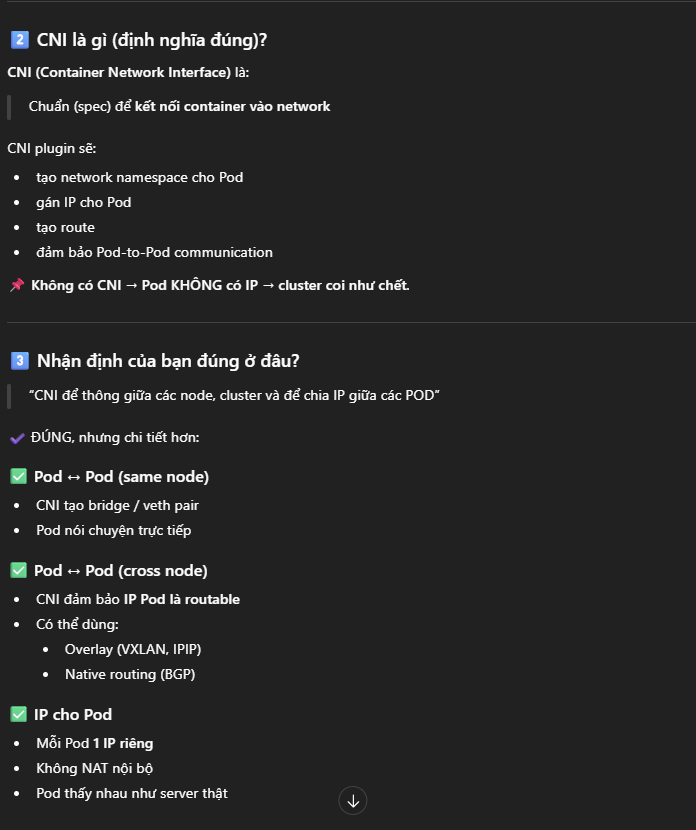 2 CNI là gì (định nghĩa đúng)?
CNI (Container Network Interface) là:
Chuẩn (spec) để kết nối container vào network
CNI plugin sẽ:
• tạo network namespace cho Pod
• gán IP cho Pod
• tạo route
• đảm bảo Pod-to-Pod communication
📌 Không có CNI → Pod KHÔNG có IP → cluster coi như chết.
3 Nhận định của bạn đúng ở đâu?
“CNI để thông giữa các node, cluster và để chia IP giữa các POD”
✔ ĐÚNG, nhưng chi tiết hơn:
✅ Pod ↔ Pod (same node)
• CNI tạo bridge / veth pair
• Pod nói chuyện trực tiếp
✅ Pod ↔ Pod (cross node)
• CNI đảm bảo IP Pod là routable
• Có thể dùng:
• Overlay (VXLAN, IPIP)
• Native routing (BGP)
✅ IP cho Pod
• Mỗi Pod 1 IP riêng
• Không NAT nội bộ
• Pod thấy nhau như server thật